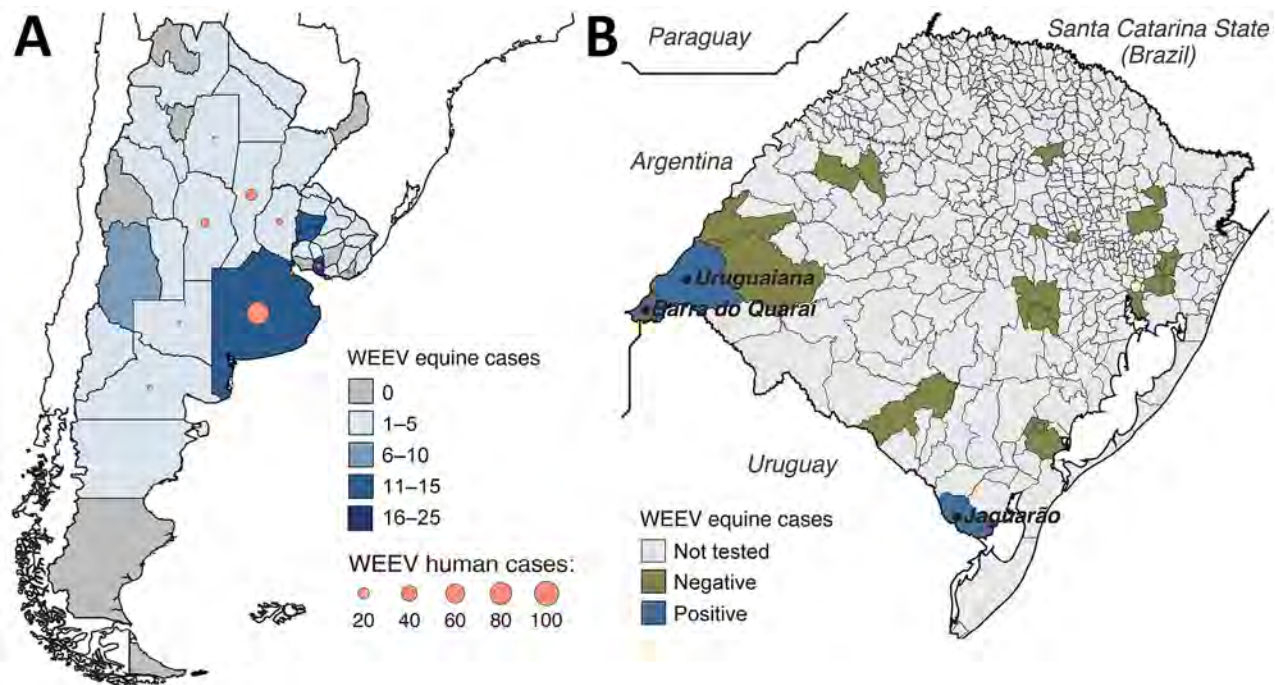 A
WEEV equine cases
0
1–5
6–10
11–15
16–25
WEEV human cases:
20 40 60 80 100
B
Paraguay
Santa Catarina State
(Brazil)
Argentina
Uruguaiana
Barra do Quaraí
Uruguay
Jaguarão
WEEV equine cases
Not tested
Negative
Positive